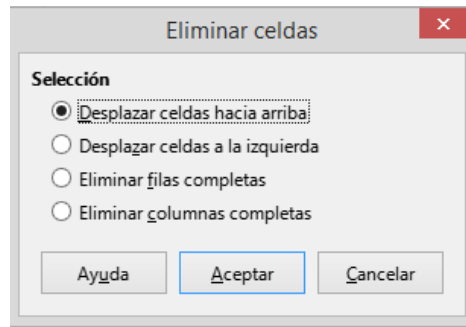 Eliminar celdas
Selección
Desplazar celdas hacia arriba
Desplazar celdas a la izquierda
Eliminar filas completas
Eliminar columnas completas
Ayuda Aceptar Cancelar